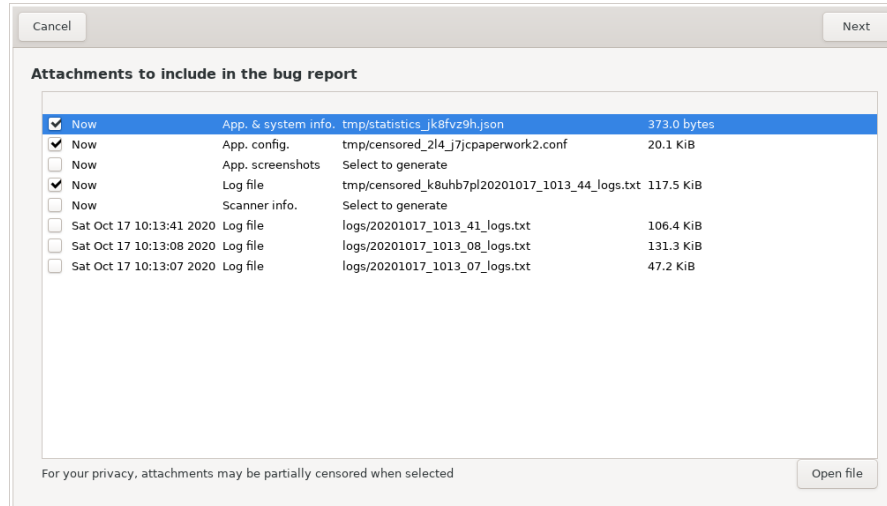 Cancel Next
Attachments to include in the bug report
Now App. & system info. tmp/statistics_jk8fvz9h.json 373.0 bytes
Now App. config. tmp/censored_2l4_j7jcpaperwork2.conf 20.1 KiB
Now App. screenshots Select to generate
Now Log file tmp/censored_k8uhb7pl20201017_1013_44_logs.txt 117.5 KiB
Now Scanner info. Select to generate
Sat Oct 17 10:13:41 2020 Log file logs/20201017_1013_41_logs.txt 106.4 KiB
Sat Oct 17 10:13:08 2020 Log file logs/20201017_1013_08_logs.txt 131.3 KiB
Sat Oct 17 10:13:07 2020 Log file logs/20201017_1013_07_logs.txt 47.2 KiB
For your privacy, attachments may be partially censored when selected Open file